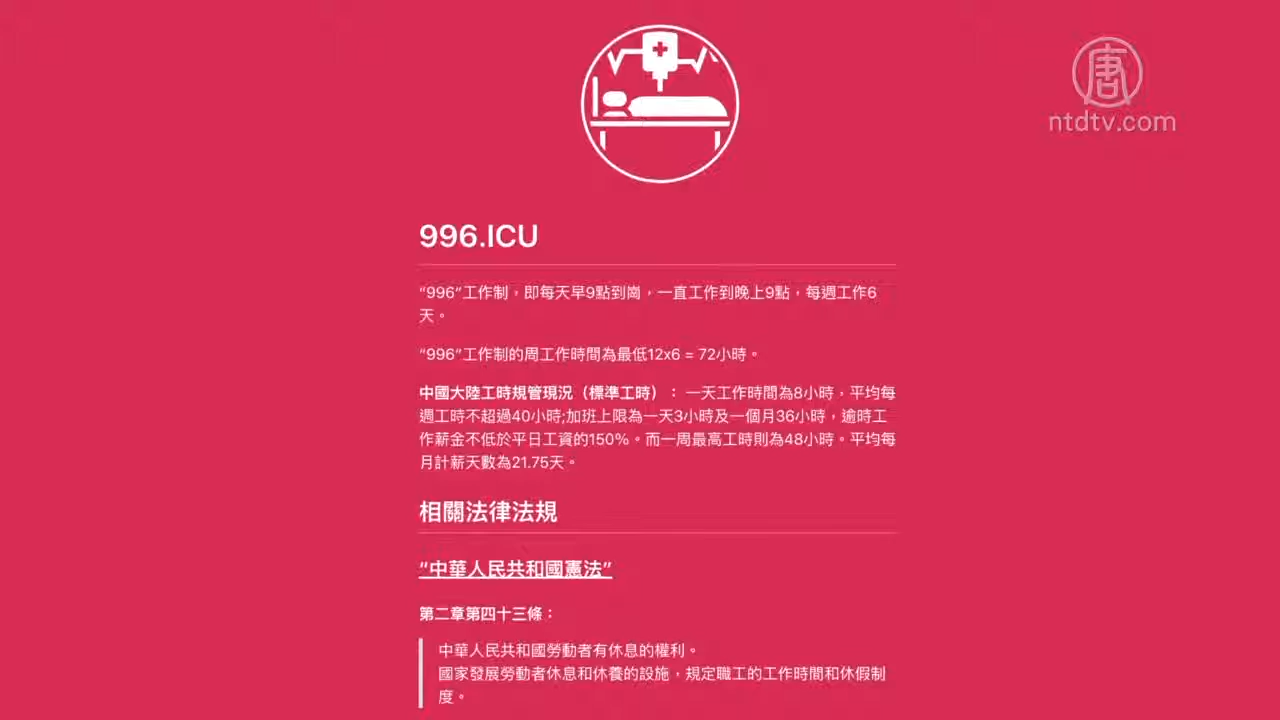 唐
ntdtv.com
996.ICU
“996”工作制，即每天早9點到崗，一直工作到晚上9點，每週工作6
天。
“996”工作制的周工作時間為最低12x6 = 72小時。
中國大陸工時規管現況（標準工時）： 一天工作時間為8小時，平均每
週工時不超過40小時;加班上限為一天3小時及一個月36小時，逾時工
作薪金不低於平日工資的150%。而一周最高工時則為48小時。平均每
月計薪天數為21.75天。
相關法律法規
“中華人民共和國憲法”
第二章第四十三條：
中華人民共和國勞動者有休息的權利。
國家發展勞動者休息和休養的設施，規定職工的工作時間和休假制
度。